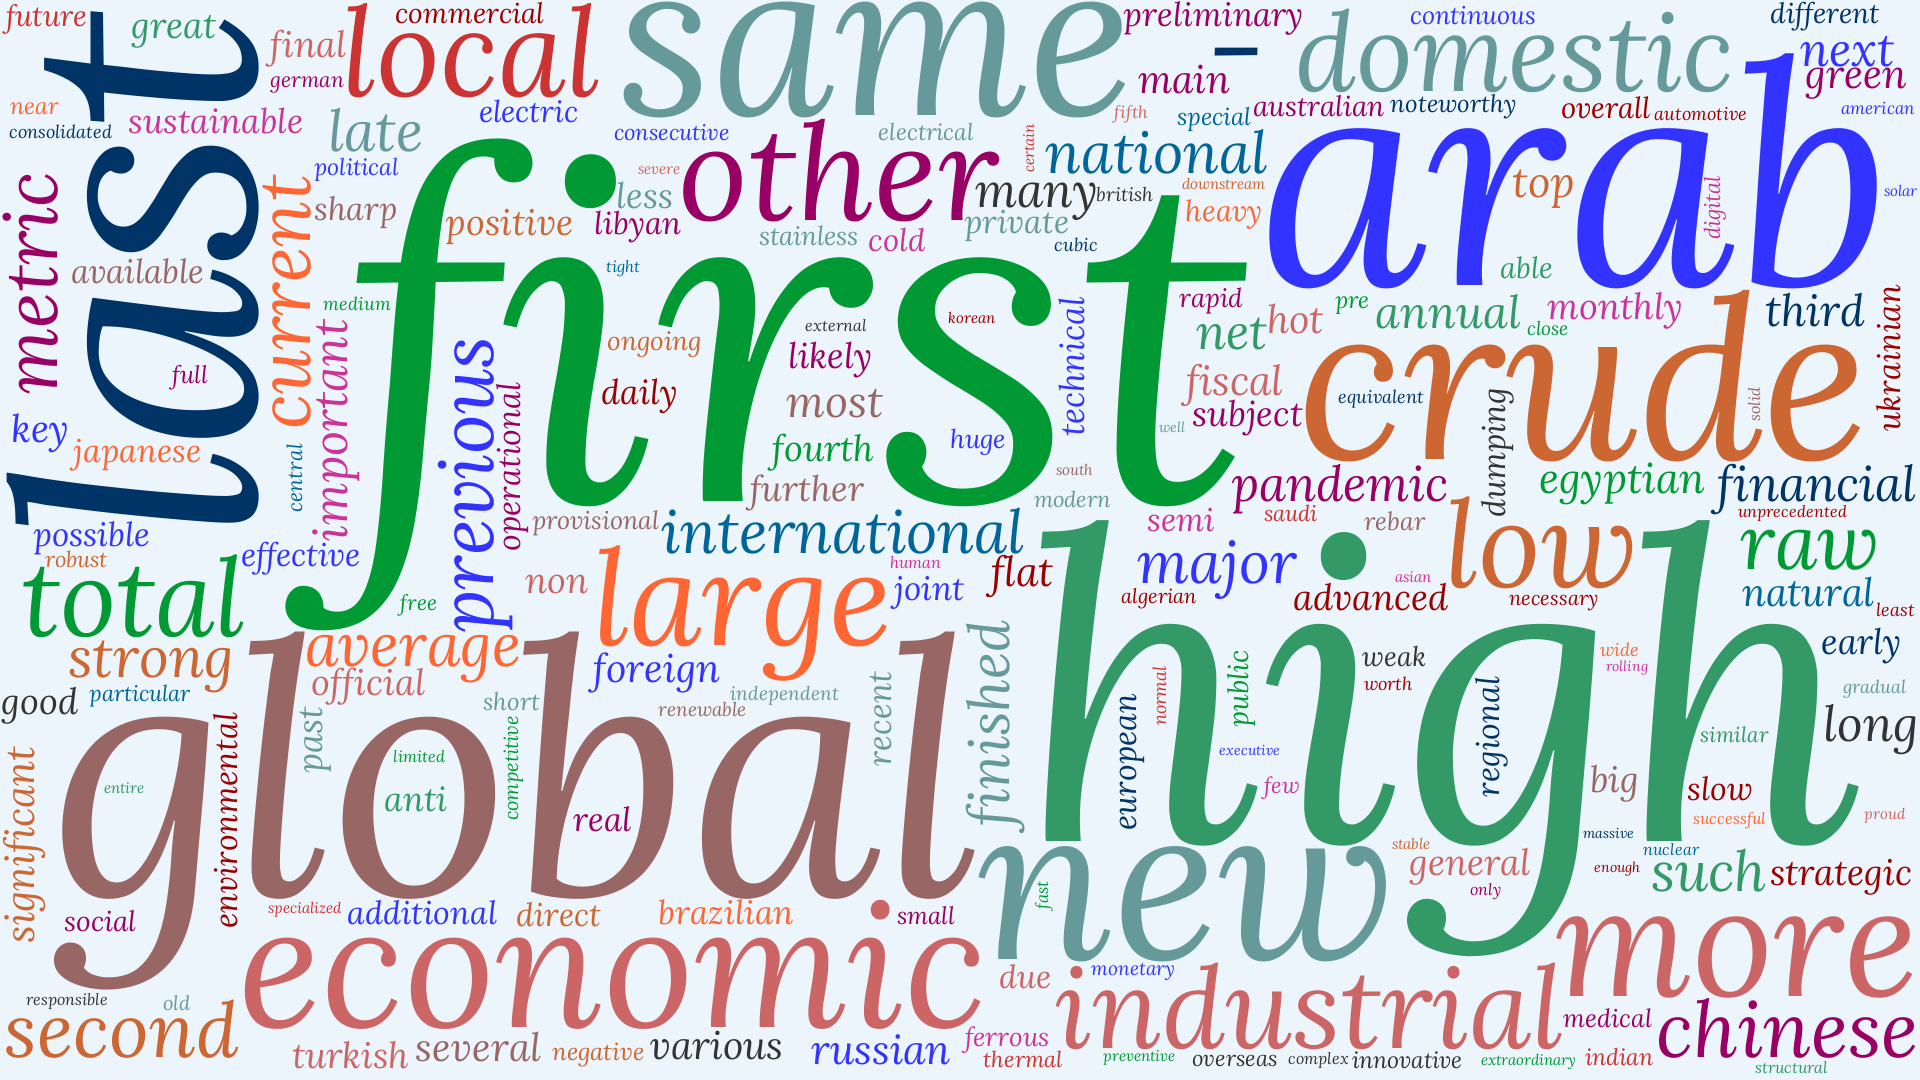 future
great
final
german
local
commercial
same
preliminary
–
domestic
continuous
different
next
green
near
consolidated
sustainable
last
late
electric
consecutive
electrical
certain
main
fifth
special
australian
noteworthy
overall
automotive
american
political
sharp
positive
severe
less
libyan
other
many
british
national
downstream
heavy
private
stainless
cold
cubic
arab
top
digital
solar
metric
available
current
medium
first
tight
external
korean
ongoing
likely
daily
most
fourth
huge
further
technical
rapid
net
hot
pre
annual
close
monthly
able
third
ukrainian
full
key
japanese
central
important
previous
operational
fiscal
subject
well
equivalent
crude
solid
dumping
south
modern
pandemic
egyptian
financial
unprecedented
possible
robust
effective
provisional
international
semi
saudi
rebar
low
raw
total
free
non
large
human
joint
flat
algerian
major
asian
advanced
necessary
natural
least
strong
average
official
foreign
finished
high
weak
worth
wide
rolling
early
good
particular
short
renewable
independent
recent
european
normal
public
executive
few
regional
big
similar
gradual
long
significant
environmental
past
limited
competitive
anti
real
entire
global
slow
successful
proud
massive
nuclear
enough
such
strategic
social
specialized
additional
direct
brazilian
small
new
fast
stable
general
only
responsible
old
second
economic
due
monetary
industrial
more
medical
chinese
turkish
several
negative
various
russian
ferrous
thermal
preventive
overseas
complex
innovative
extraordinary
indian
structural